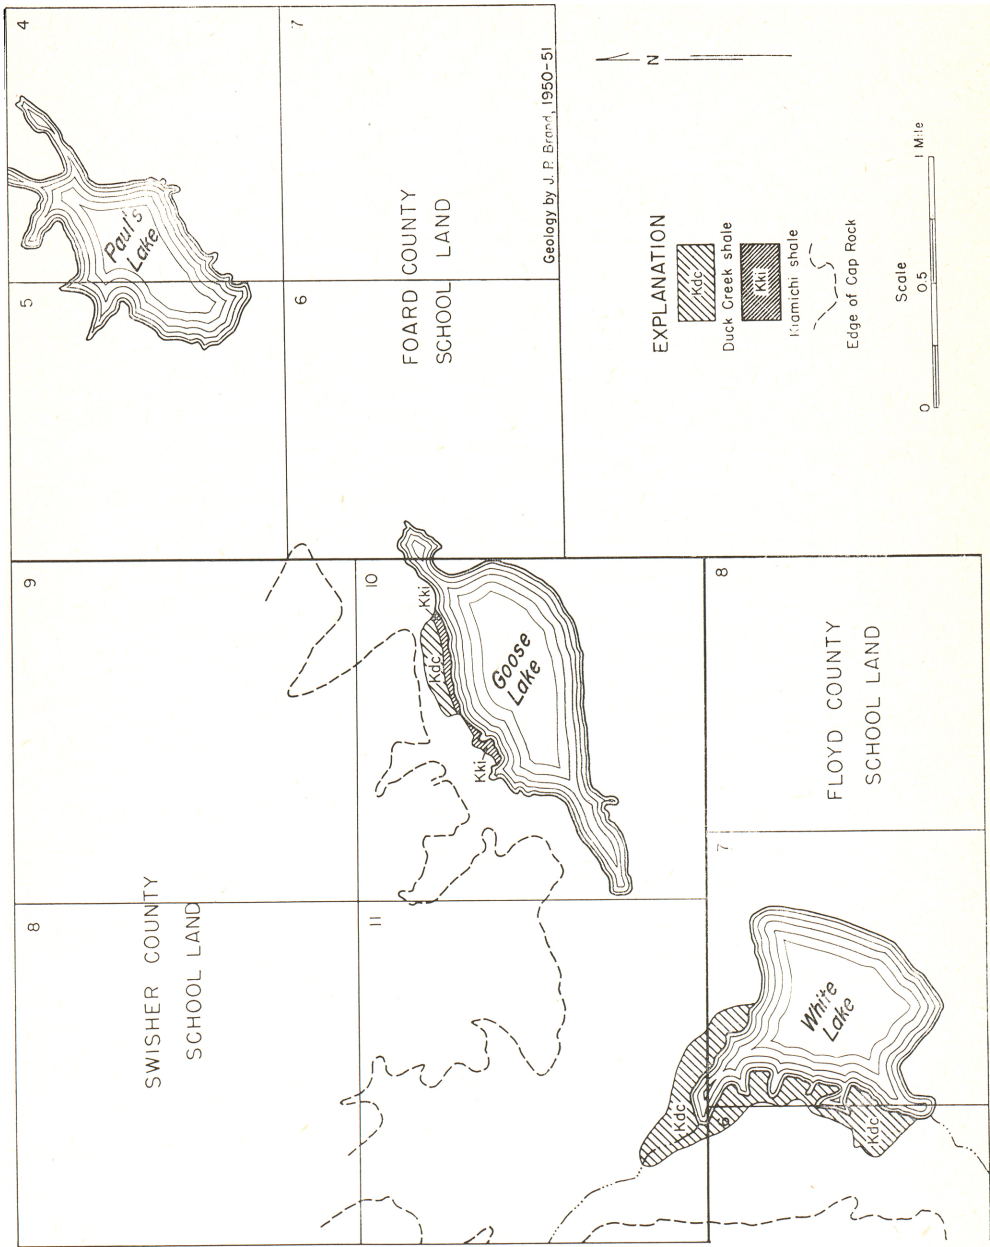 SWISHER COUNTY
SCHOOL LAND
8
9
5
4
11
10
6
7
Paul's
Lake
FOARD COUNTY
SCHOOL LAND
Geology by J. P. Brand, 1950-51
Kdc
Kki
Kki
Goose
Lake
Kdc
6
7
8
White
Lake
Kdc
FLOYD COUNTY
SCHOOL LAND
N
EXPLANATION
Kdc
Duck Creek shale
Kki
Kiamichi shale
Edge of Cap Rock
Scale
0
0.5
1 Mile